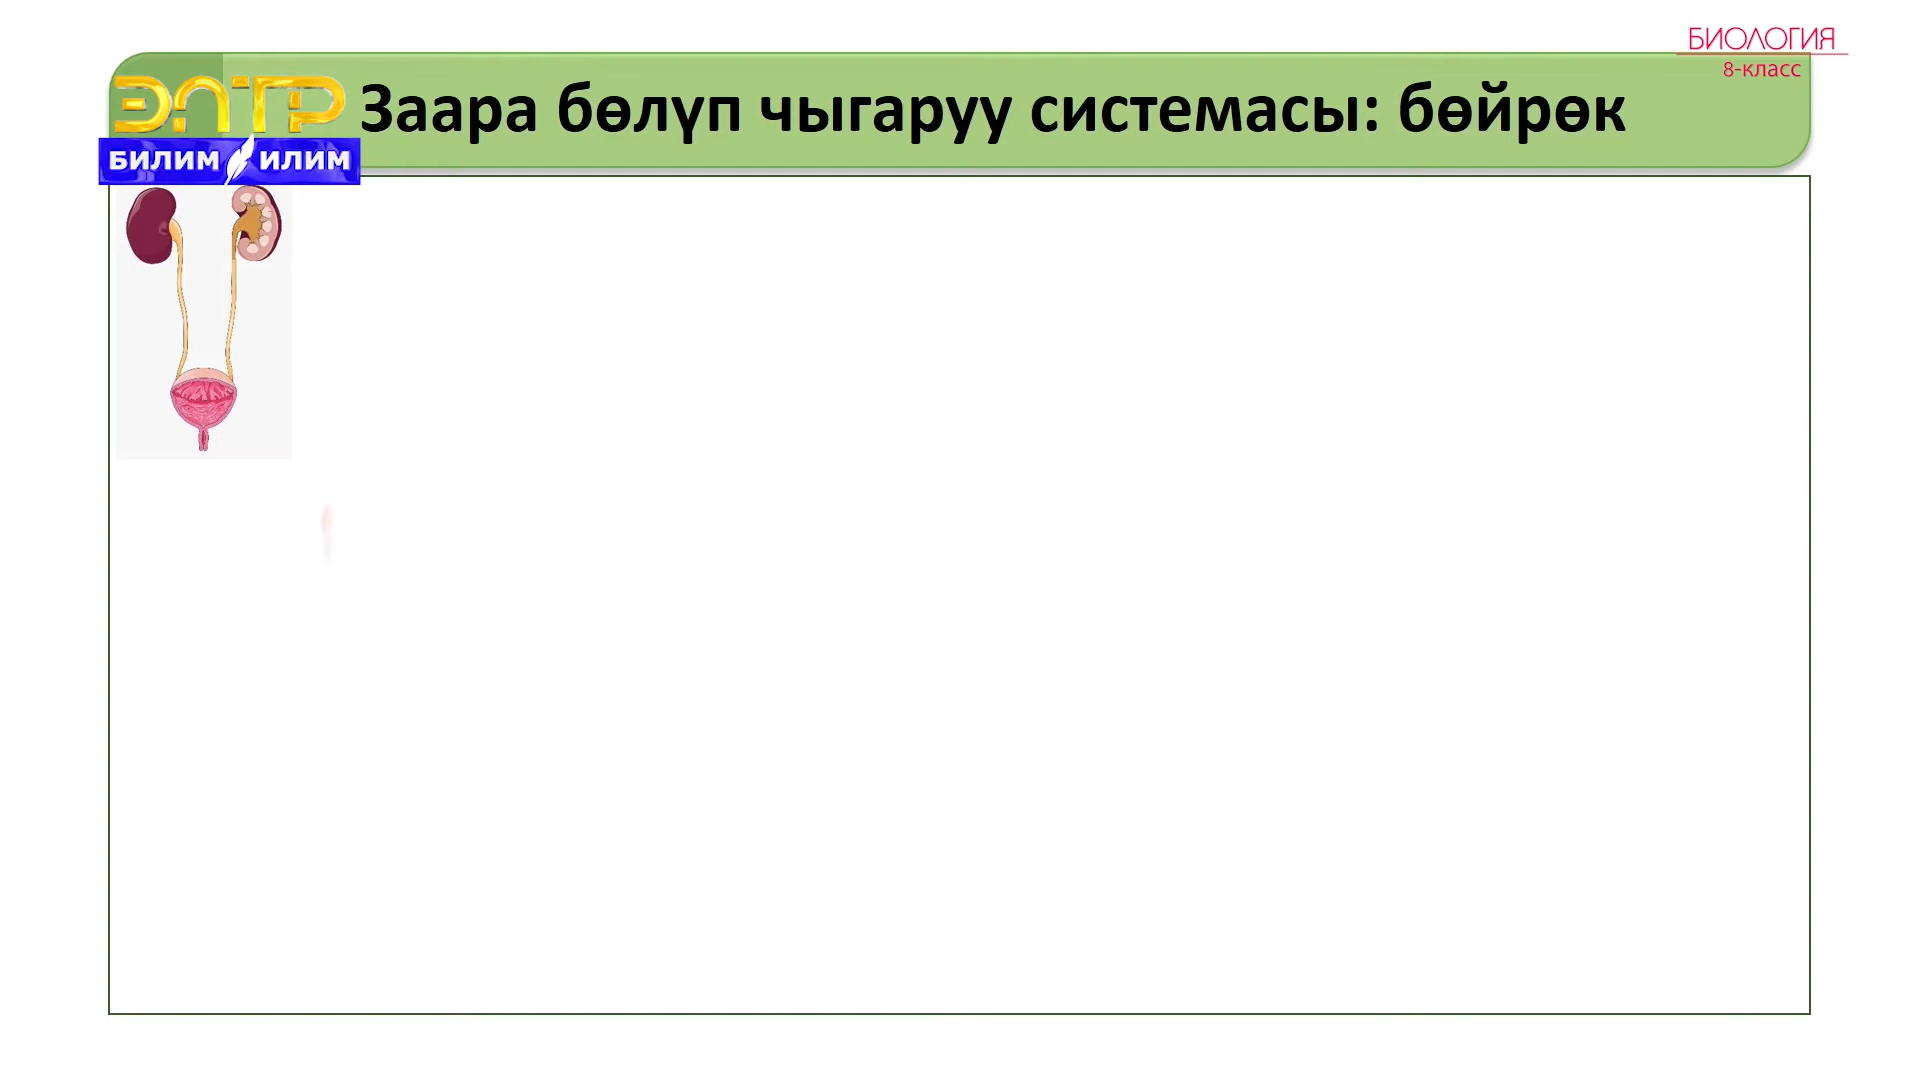 БИОЛОГИЯ
8-класс
ЭЛТР
БИЛИМ ИЛИМ
Заара бөлүп чыгаруу системасы: бөйрөк